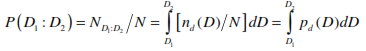 P(D₁ : D₂) = N_{D₁:D₂} / N = ∫_{D₁}^{D₂} [n_d(D)/N]dD = ∫_{D₁}^{D₂} p_d(D)dD